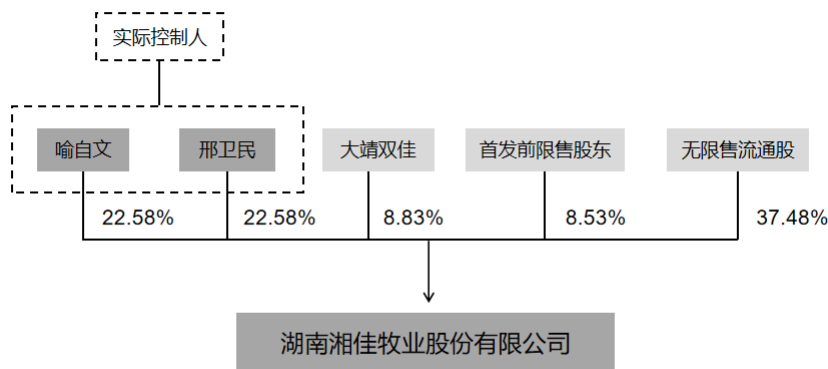 实际控制人
喻自文
邢卫民
大靖双佳
首发前限售股东
无限售流通股
22.58%
22.58%
8.83%
8.53%
37.48%
湖南湘佳牧业股份有限公司